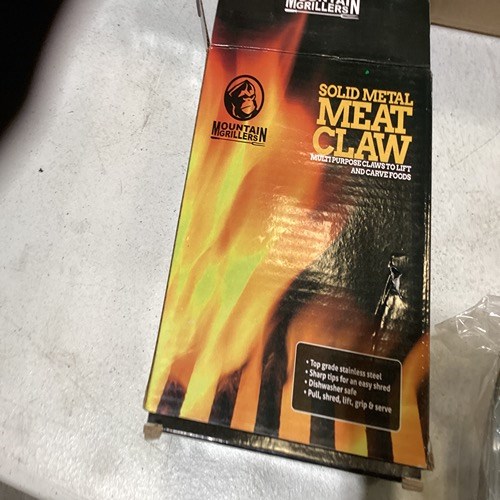 MOUNTAIN
GRILLERS
MOUNTAIN
GRILLERS
SOLID METAL
MEAT
CLAW
MULTI PURPOSE CLAWS TO LIFT
AND CARVE FOODS
• Top grade stainless steel
• Sharp tips for an easy shred
• Dishwasher safe
• Pull, shred, lift, grip & serve